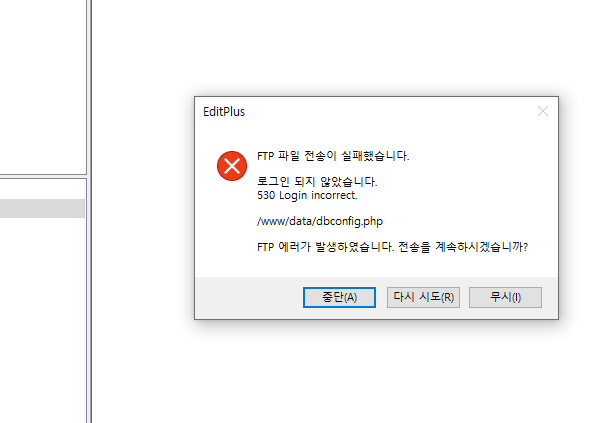 EditPlus
FTP 파일 전송이 실패했습니다.
로그인 되지 않았습니다.
530 Login incorrect.
/www/data/dbconfig.php
FTP 에러가 발생하였습니다. 전송을 계속하시겠습니까?
중단(A)
다시 시도(R)
무시(I)